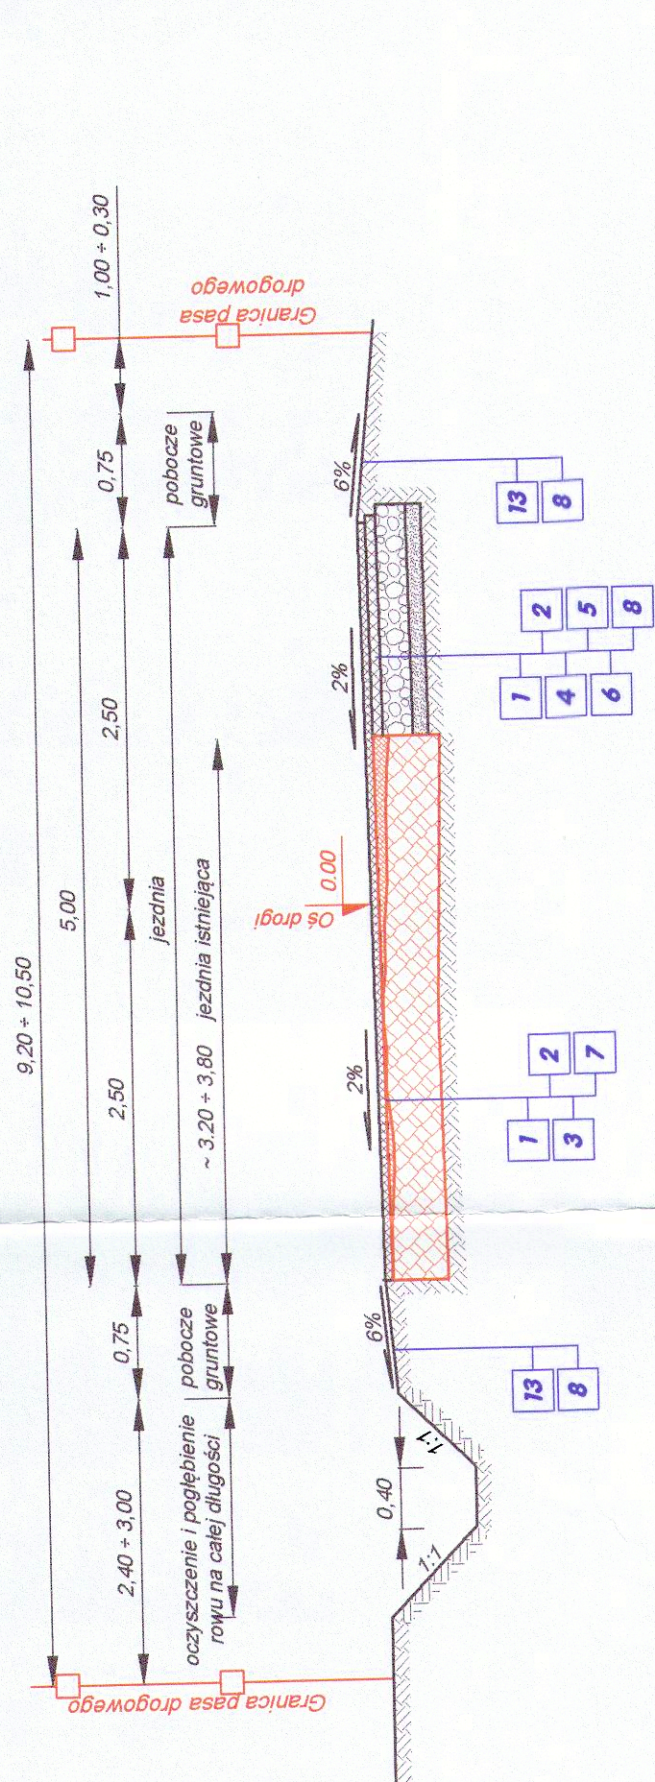 9,20 ÷ 10,50
5,00
2,40 ÷ 3,00
0,75
2,50
2,50
0,75
1,00 ÷ 0,30
jezdnia
oczyszczenie i pogłębienie
rowu na całej długości
pobocze
gruntowe
~ 3.20 ÷ 3,80 jezdnia istniejąca
pobocze
gruntowe
Granica pasa drogowego
Granica pasa
drogowego
Oś drogi
0.00
1:1
0,40
1:1
6%
2%
2%
6%
13
8
1
2
3
7
1
2
4
5
6
8
13
8